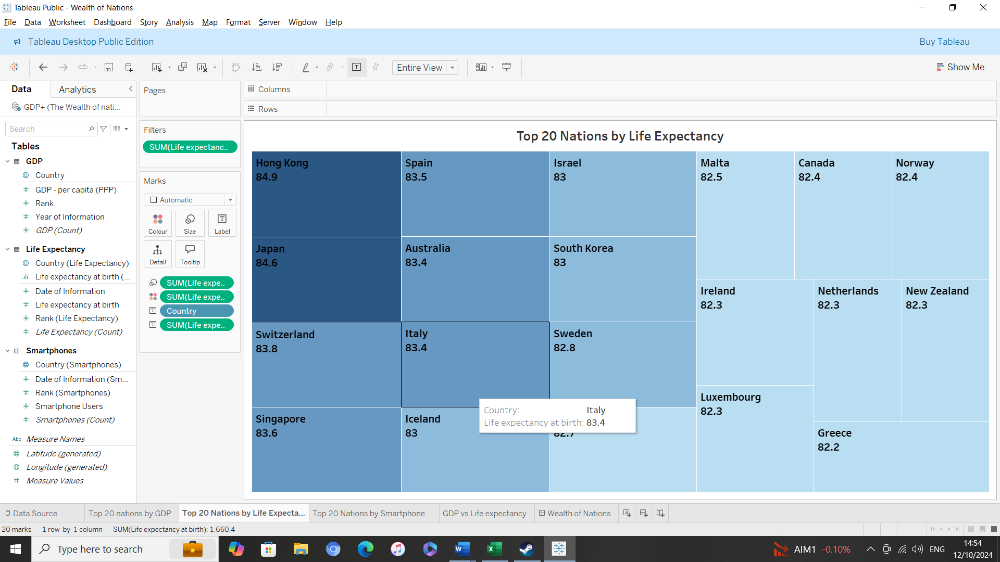 Tableau Public - Wealth of Nations
File Data Worksheet Dashboard Story Analysis Map Format Server Window Help
Tableau Desktop Public Edition
Buy Tableau
Entire View
Show Me
Data
Analytics
GDP+ (The Wealth of nati...
Search
Tables
GDP
Country
GDP - per capita (PPP)
Rank
Year of Information
GDP (Count)
Life Expectancy
Country (Life Expectancy)
Life expectancy at birth (...
Date of Information
Life expectancy at birth
Rank (Life Expectancy)
Life Expectancy (Count)
Smartphones
Country (Smartphones)
Date of Information (Sm...
Rank (Smartphones)
Smartphone Users
Smartphones (Count)
Abc Measure Names
Latitude (generated)
Longitude (generated)
Measure Values
Pages
Filters
SUM(Life expectanc..
Marks
Automatic
Colour
Size
T
Label
Detail
Tooltip
SUM(Life expe..
SUM(Life expe..
T Country
T SUM(Life expe..
Columns
Rows
Top 20 Nations by Life Expectancy
Hong Kong
84.9
Japan
84.6
Switzerland
83.8
Singapore
83.6
Spain
83.5
Australia
83.4
Italy
83.4
Iceland
83
Israel
83
South Korea
83
Sweden
82.8
82.7
Country: Italy
Life expectancy at birth: 83.4
Malta
82.5
Canada
82.4
Norway
82.4
Ireland
82.3
Luxembourg
82.3
Netherlands
82.3
New Zealand
82.3
Greece
82.2
Data Source
Top 20 nations by GDP
Top 20 Nations by Life Expecta...
Top 20 Nations by Smartphone ...
GDP vs Life expectancy
Wealth of Nations
20 marks 1 row by 1 column SUM(Life expectancy at birth): 1,660.4
Type here to search
AIM1 -0.10%
ENG
14:54
12/10/2024